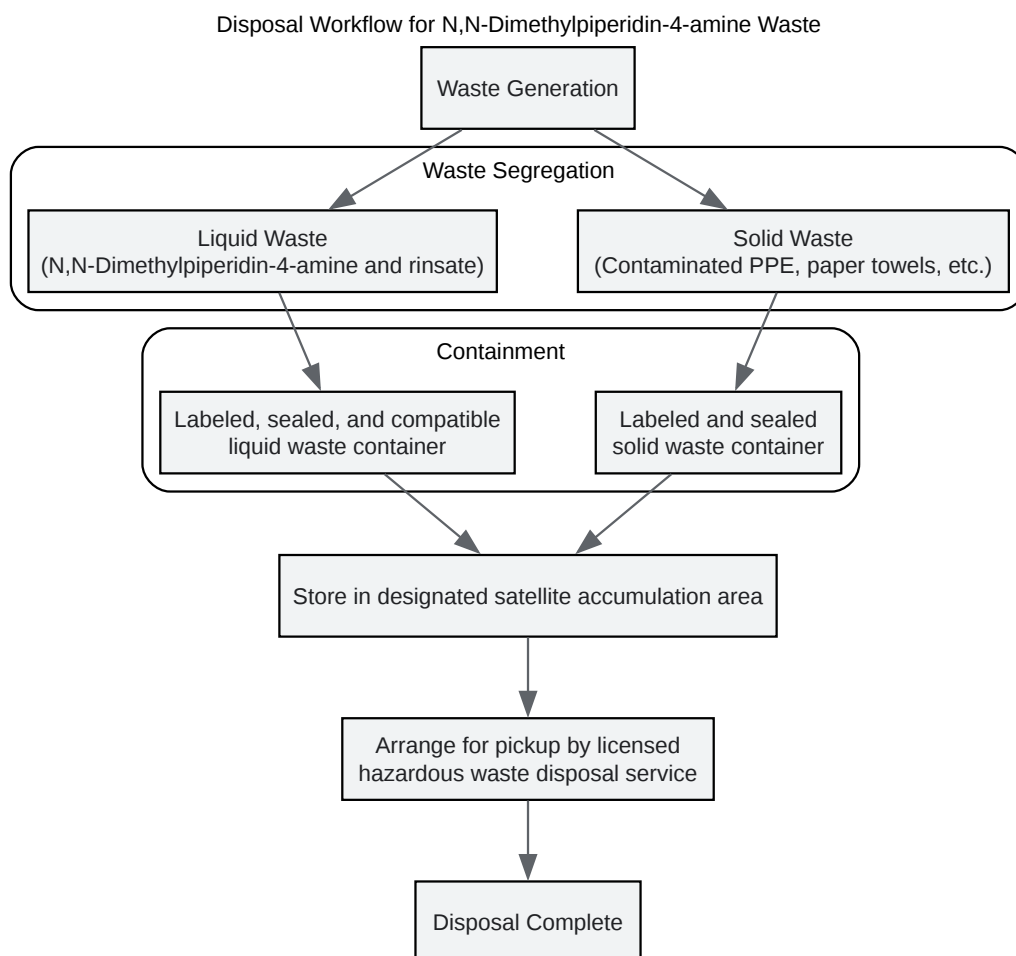 Disposal Workflow for N,N-Dimethylpiperidin-4-amine Waste
Waste Generation
Waste Segregation
Liquid Waste
(N,N-Dimethylpiperidin-4-amine and rinsate)
Solid Waste
(Contaminated PPE, paper towels, etc.)
Containment
Labeled, sealed, and compatible
liquid waste container
Labeled and sealed
solid waste container
Store in designated satellite accumulation area
Arrange for pickup by licensed
hazardous waste disposal service
Disposal Complete